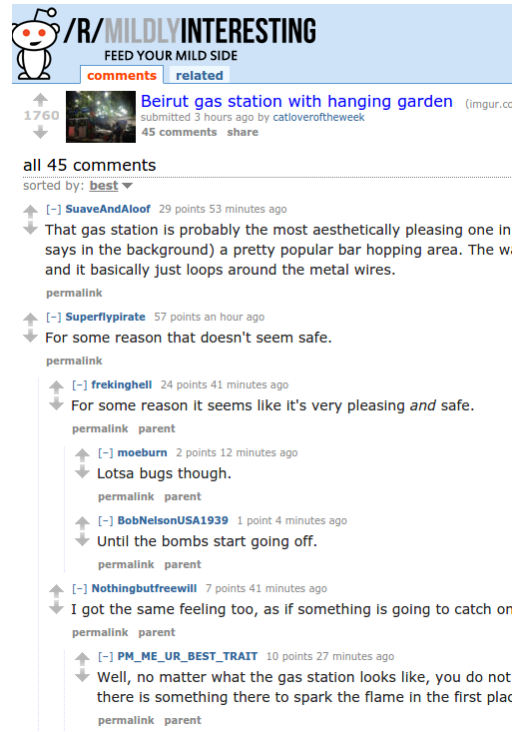 /R/MILDLYINTERESTING
FEED YOUR MILD SIDE
comments related
1760
Beirut gas station with hanging garden (imgur.co
submitted 3 hours ago by catloveroftheweek
45 comments share
all 45 comments
sorted by: best
[–] SuaveAndAloof 29 points 53 minutes ago
That gas station is probably the most aesthetically pleasing one in
says in the background) a pretty popular bar hopping area. The wa
and it basically just loops around the metal wires.
permalink
[–] Superflypirate 57 points an hour ago
For some reason that doesn't seem safe.
permalink
[–] frekinghell 24 points 41 minutes ago
For some reason it seems like it's very pleasing and safe.
permalink parent
[–] moeburn 2 points 12 minutes ago
Lotsa bugs though.
permalink parent
[–] BobNelsonUSA1939 1 point 4 minutes ago
Until the bombs start going off.
permalink parent
[–] Nothingbutfreewill 7 points 41 minutes ago
I got the same feeling too, as if something is going to catch on
permalink parent
[–] PM_ME_UR_BEST_TRAIT 10 points 27 minutes ago
Well, no matter what the gas station looks like, you do not
there is something there to spark the flame in the first plac
permalink parent